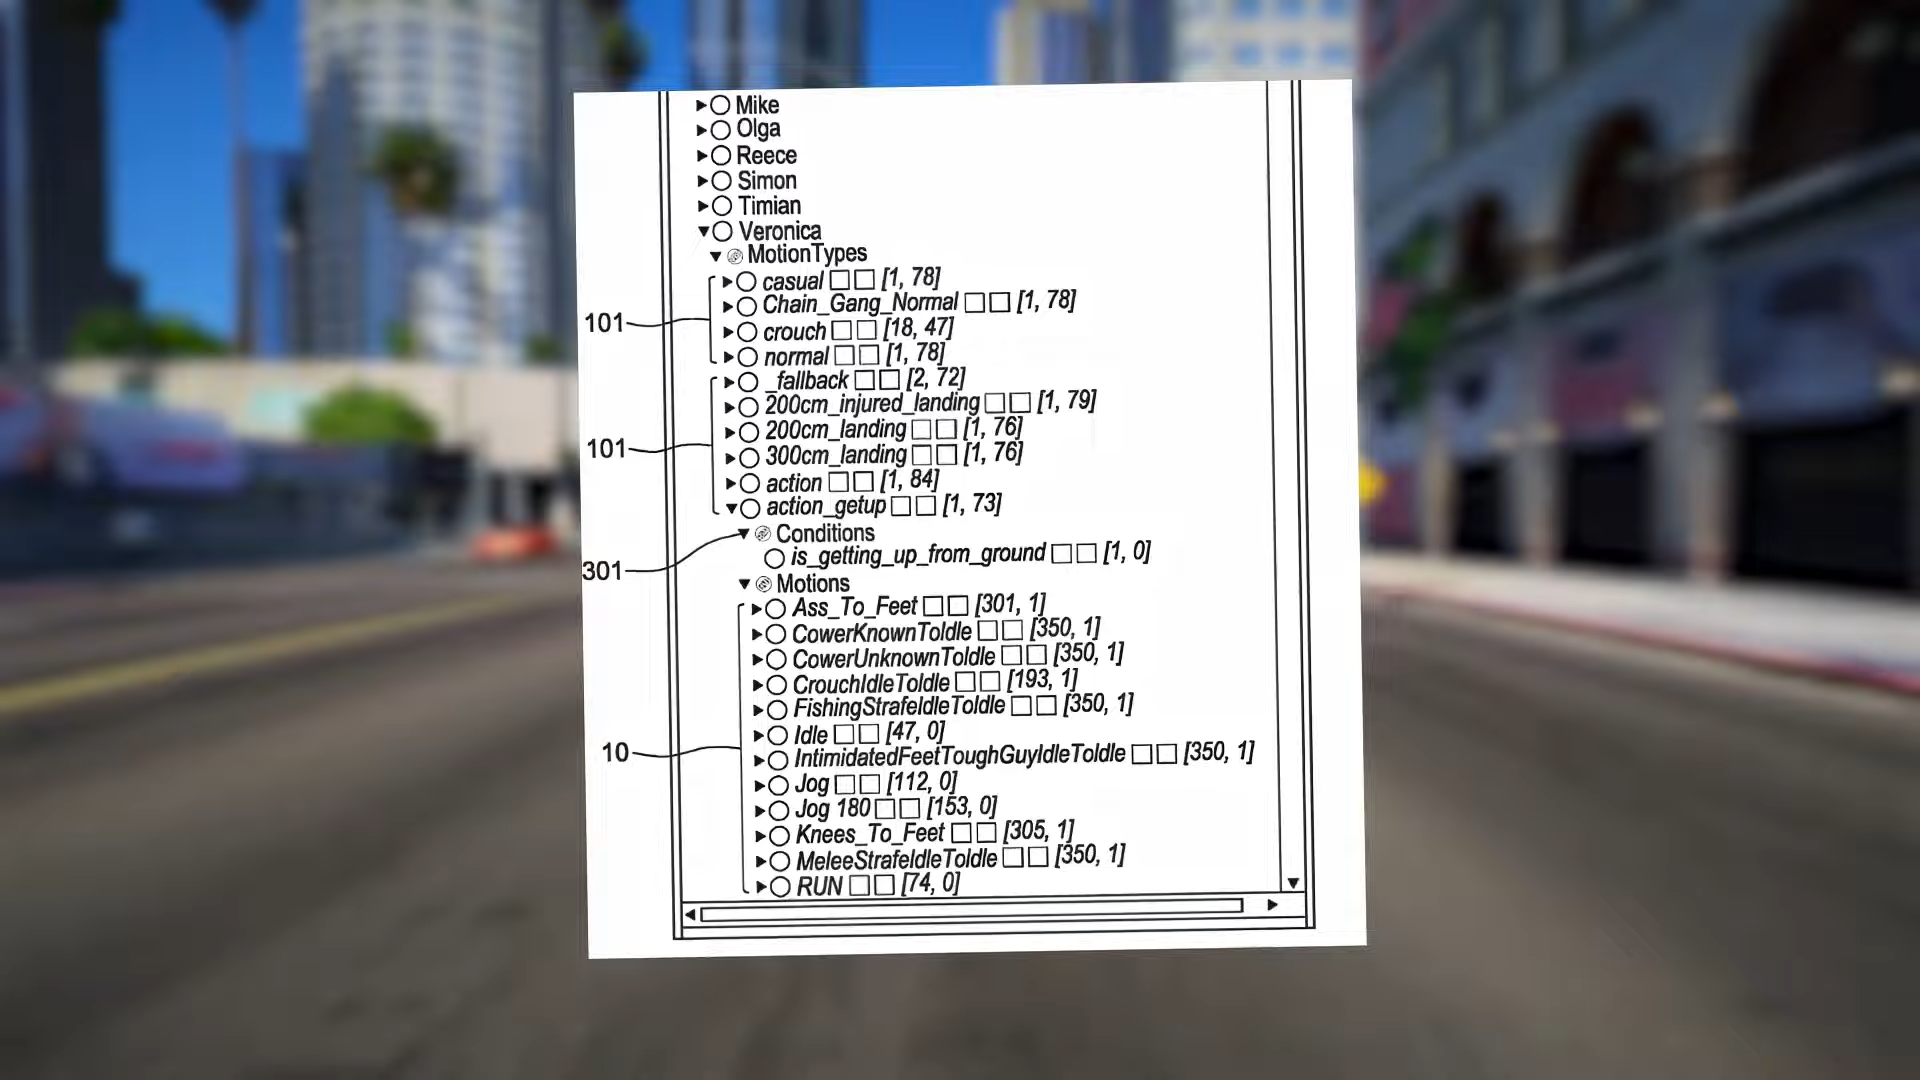 Mike
Olga
Reece
Simon
Timian
Veronica
MotionTypes
casual [1, 78]
Chain_Gang_Normal [1, 78]
101
crouch [18, 47]
normal [1, 78]
_fallback [2, 72]
200cm_injured_landing [1, 79]
200cm_landing [1, 76]
101
300cm_landing [1, 76]
action [1, 84]
action_getup [1, 73]
Conditions
is_getting_up_from_ground [1, 0]
301
Motions
Ass_To_Feet [301, 1]
CowerKnownToIdle [350, 1]
CowerUnknownToIdle [350, 1]
CrouchIdleToIdle [193, 1]
FishingStrafeIdleToIdle [350, 1]
Idle [47, 0]
10
IntimidatedFeetToughGuyIdleToIdle [350, 1]
Jog [112, 0]
Jog 180 [153, 0]
Knees_To_Feet [305, 1]
MeleeStrafeIdleToIdle [350, 1]
RUN [74, 0]